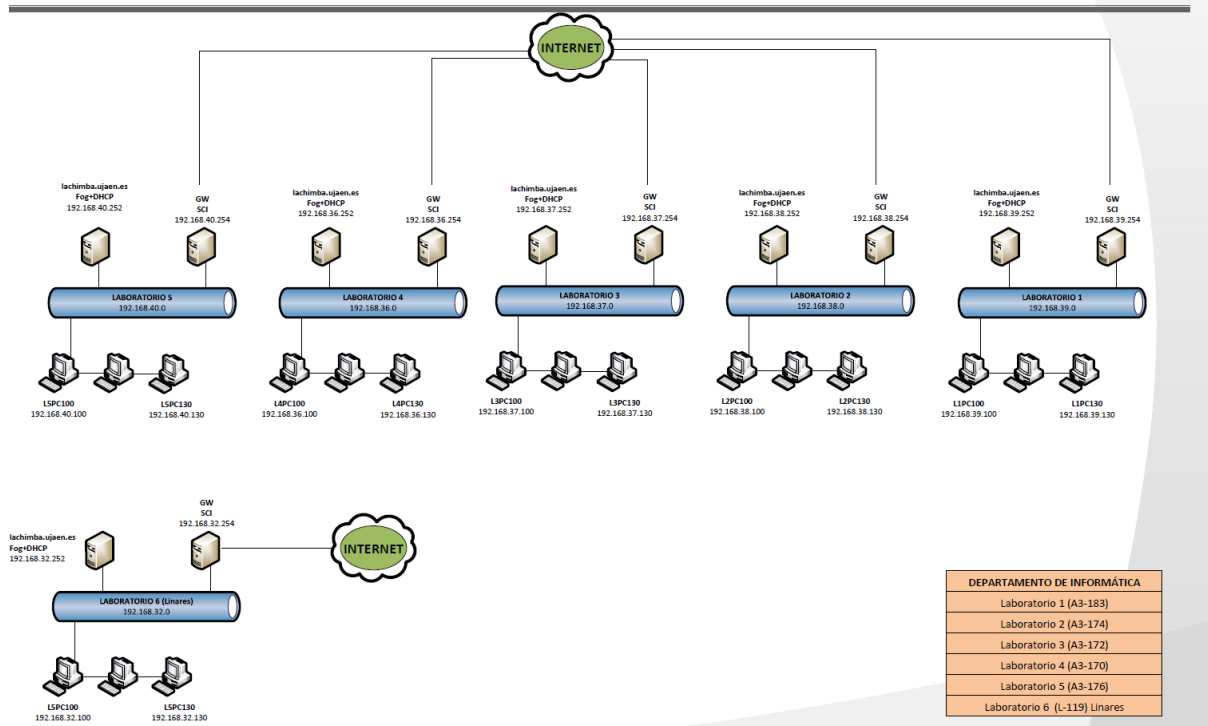 INTERNET
lachimba.ujaen.es
Fog+DHCP
192.168.40.252
GW
SCI
192.168.40.254
LABORATORIO 5
192.168.40.0
L5PC100
192.168.40.100
L5PC130
192.168.40.130
lachimba.ujaen.es
Fog+DHCP
192.168.36.252
GW
SCI
192.168.36.254
LABORATORIO 4
192.168.36.0
L4PC100
192.168.36.100
L4PC130
192.168.36.130
lachimba.ujaen.es
Fog+DHCP
192.168.37.252
GW
SCI
192.168.37.254
LABORATORIO 3
192.168.37.0
L3PC100
192.168.37.100
L3PC130
192.168.37.130
lachimba.ujaen.es
Fog+DHCP
192.168.38.252
GW
SCI
192.168.38.254
LABORATORIO 2
192.168.38.0
L2PC100
192.168.38.100
L2PC130
192.168.38.130
lachimba.ujaen.es
Fog+DHCP
192.168.39.252
GW
SCI
192.168.39.254
LABORATORIO 1
192.168.39.0
L1PC100
192.168.39.100
L1PC130
192.168.39.130
lachimba.ujaen.es
Fog+DHCP
192.168.32.252
GW
SCI
192.168.32.254
INTERNET
LABORATORIO 6 (Linares)
192.168.32.0
L5PC100
192.168.32.100
L5PC130
192.168.32.130
DEPARTAMENTO DE INFORMÁTICA
Laboratorio 1 (A3-183)
Laboratorio 2 (A3-174)
Laboratorio 3 (A3-172)
Laboratorio 4 (A3-170)
Laboratorio 5 (A3-176)
Laboratorio 6 (L-119) Linares